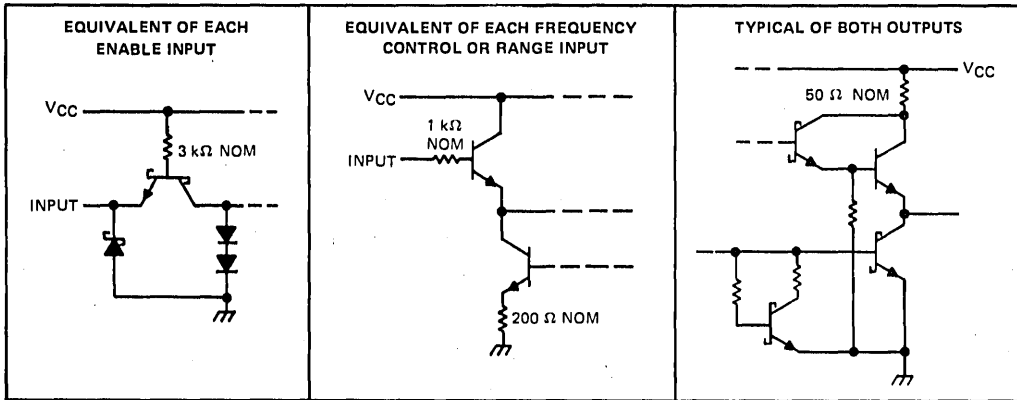 EQUIVALENT OF EACH
ENABLE INPUT
VCC
3 kΩ NOM
INPUT
EQUIVALENT OF EACH FREQUENCY
CONTROL OR RANGE INPUT
VCC
1 kΩ
NOM
INPUT
200 Ω NOM
TYPICAL OF BOTH OUTPUTS
VCC
50 Ω NOM